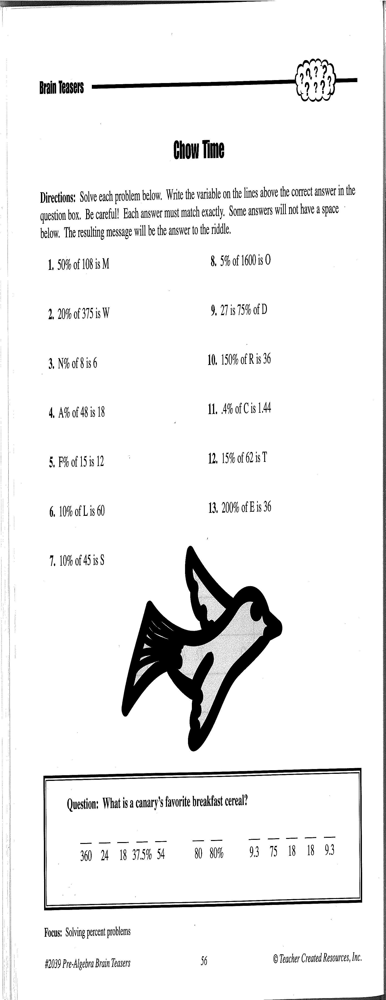 Brain Teasers
? ? ? ?
? ? ? ?
Chow Time
Directions: Solve each problem below. Write the variable on the lines above the correct answer in the
question box. Be careful! Each answer must match exactly. Some answers will not have a space
below. The resulting message will be the answer to the riddle.
1. 50% of 108 is M
2. 20% of 375 is W
3. N% of 8 is 6
4. A% of 48 is 18
5. F% of 15 is 12
6. 10% of L is 60
7. 10% of 45 is S
8. 5% of 1600 is O
9. 27 is 75% of D
10. 150% of R is 36
11. .4% of C is 1.44
12. 15% of 62 is T
13. 200% of E is 36
Question: What is a canary's favorite breakfast cereal?
360 24 18 37.5% 54 80 80% 9.3 75 18 18 9.3
Focus: Solving percent problems
#2039 Pre-Algebra Brain Teasers 56 © Teacher Created Resources, Inc.